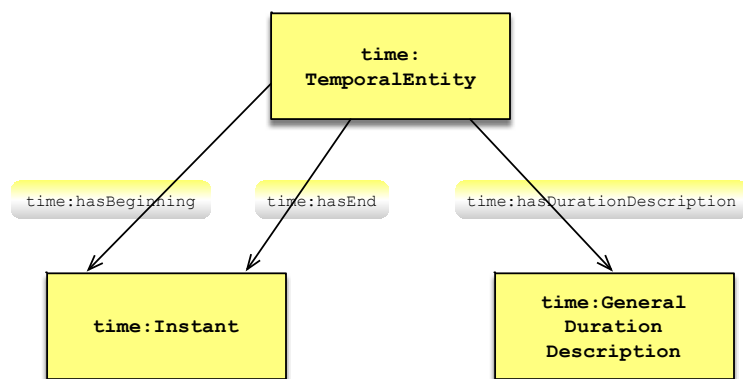 time:
TemporalEntity
time:hasBeginning
time:hasEnd
time:hasDurationDescription
time:Instant
time:General
Duration
Description